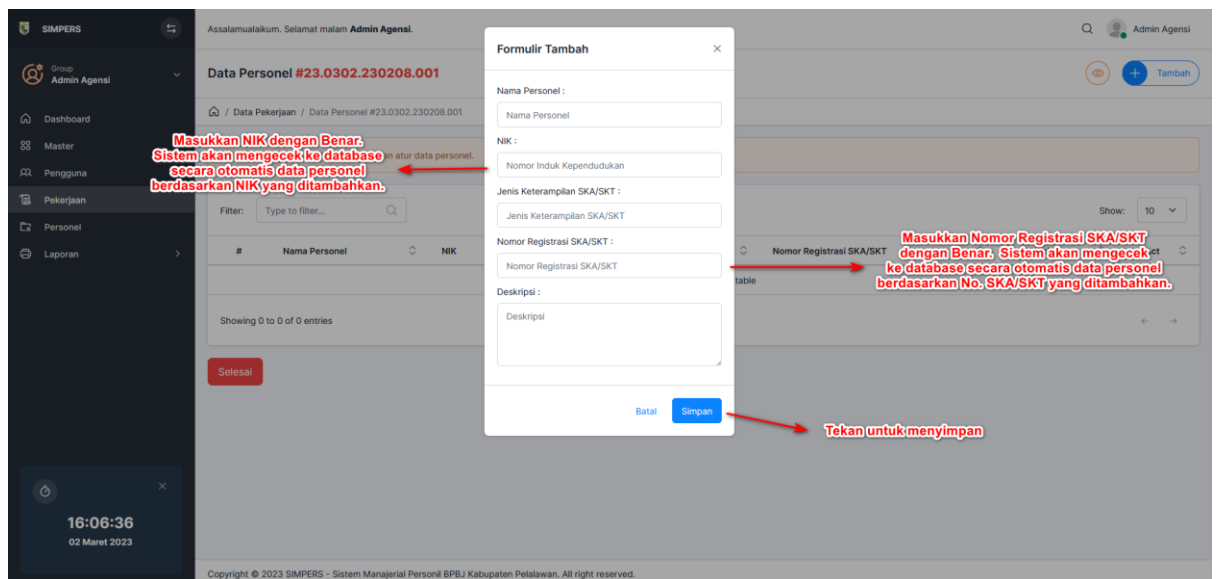 SIMPERS
Assalamualaikum. Selamat malam Admin Agensi.
Admin Agensi
Group
Admin Agensi
Data Personel #23.0302.230208.001
Tambah
/ Data Pekerjaan / Data Personel #23.0302.230208.001
Dashboard
Master
Pengguna
Pekerjaan
Personel
Laporan
Masukkan NIK dengan Benar.
Sistem akan mengecek ke database
secara otomatis data personel
berdasarkan NIK yang ditambahkan.
atur data personel.
Filter:
Type to filter...
Show:
10
#
Nama Personel
NIK
Nomor Registrasi SKA/SKT
table
Showing 0 to 0 of 0 entries
Selesai
Formulir Tambah
Nama Personel :
Nama Personel
NIK :
Nomor Induk Kependudukan
Jenis Keterampilan SKA/SKT :
Jenis Keterampilan SKA/SKT
Nomor Registrasi SKA/SKT :
Nomor Registrasi SKA/SKT
Deskripsi :
Deskripsi
Batal
Simpan
Masukkan Nomor Registrasi SKA/SKT
dengan Benar. Sistem akan mengecek
ke database secara otomatis data personel
berdasarkan No. SKA/SKT yang ditambahkan.
Tekan untuk menyimpan
16:06:36
02 Maret 2023
Copyright © 2023 SIMPERS - Sistem Manajerial Personil BPBJ Kabupaten Pelalawan. All right reserved.